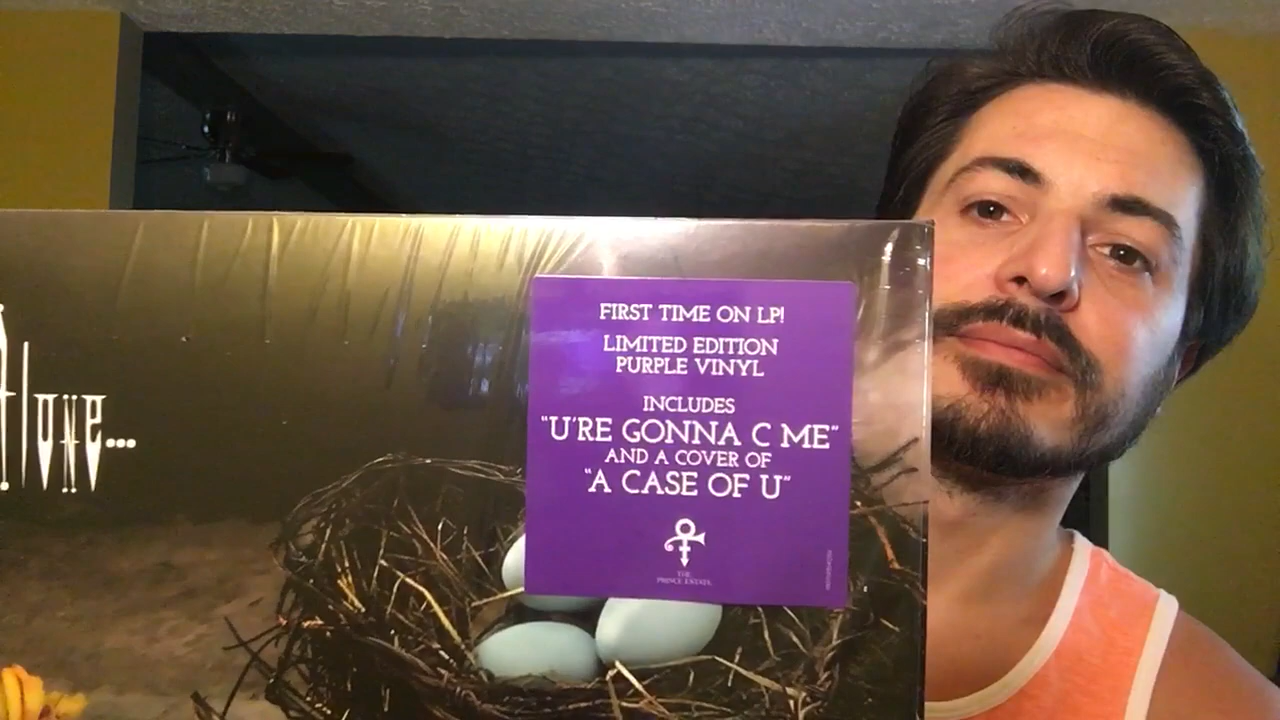 Alone...
FIRST TIME ON LP!
LIMITED EDITION
PURPLE VINYL
INCLUDES
"U'RE GONNA C ME"
AND A COVER OF
"A CASE OF U"
THE
PRINCE ESTATE